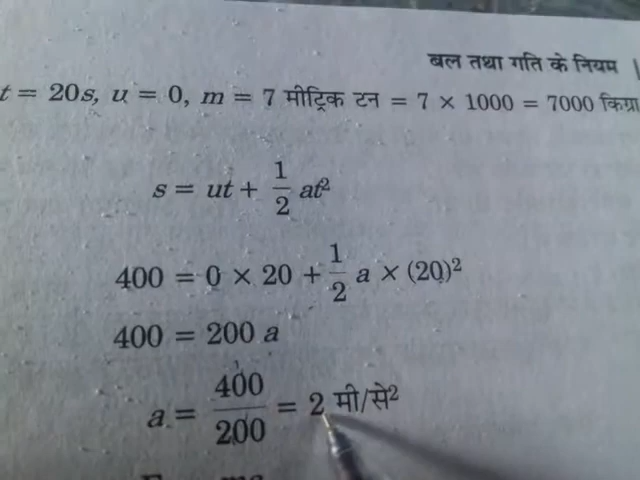 बल तथा गति के नियम |
t = 20s, u = 0, m = 7 मीट्रिक टन = 7 × 1000 = 7000 किग्रा
s = ut + 1/2 at²
400 = 0 × 20 + 1/2 a × (20)²
400 = 200 a
a = 400/200 = 2 मी/से²